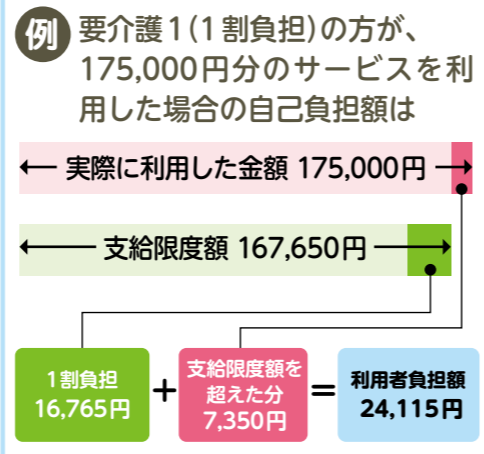 例 要介護1(1割負担)の方が、
175,000円分のサービスを利
用した場合の自己負担額は
実際に利用した金額 175,000円
支給限度額 167,650円
1割負担
16,765円
+
支給限度額を
超えた分
7,350円
=
利用者負担額
24,115円